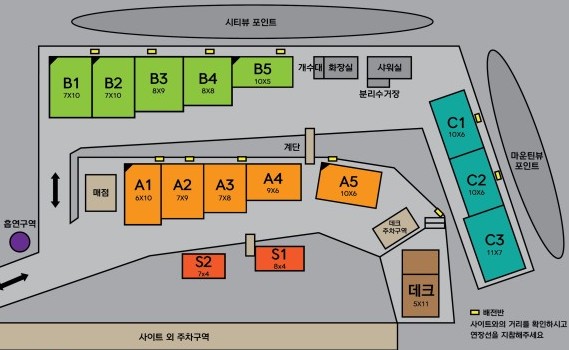 시티뷰 포인트
B1
7X10
B2
7X10
B3
8X9
B4
8X8
B5
10X5
개수대
화장실
샤워실
분리수거장
C1
10X6
C2
10X6
C3
11X7
마운틴뷰
포인트
계단
매점
A1
6X10
A2
7X9
A3
7X8
A4
9X6
A5
10X6
흡연구역
데크
주차구역
S2
7x4
S1
8x4
데크
5X11
배전반
사이트와의 거리를 확인하시고
연장선을 지참해주세요
사이트 외 주차구역